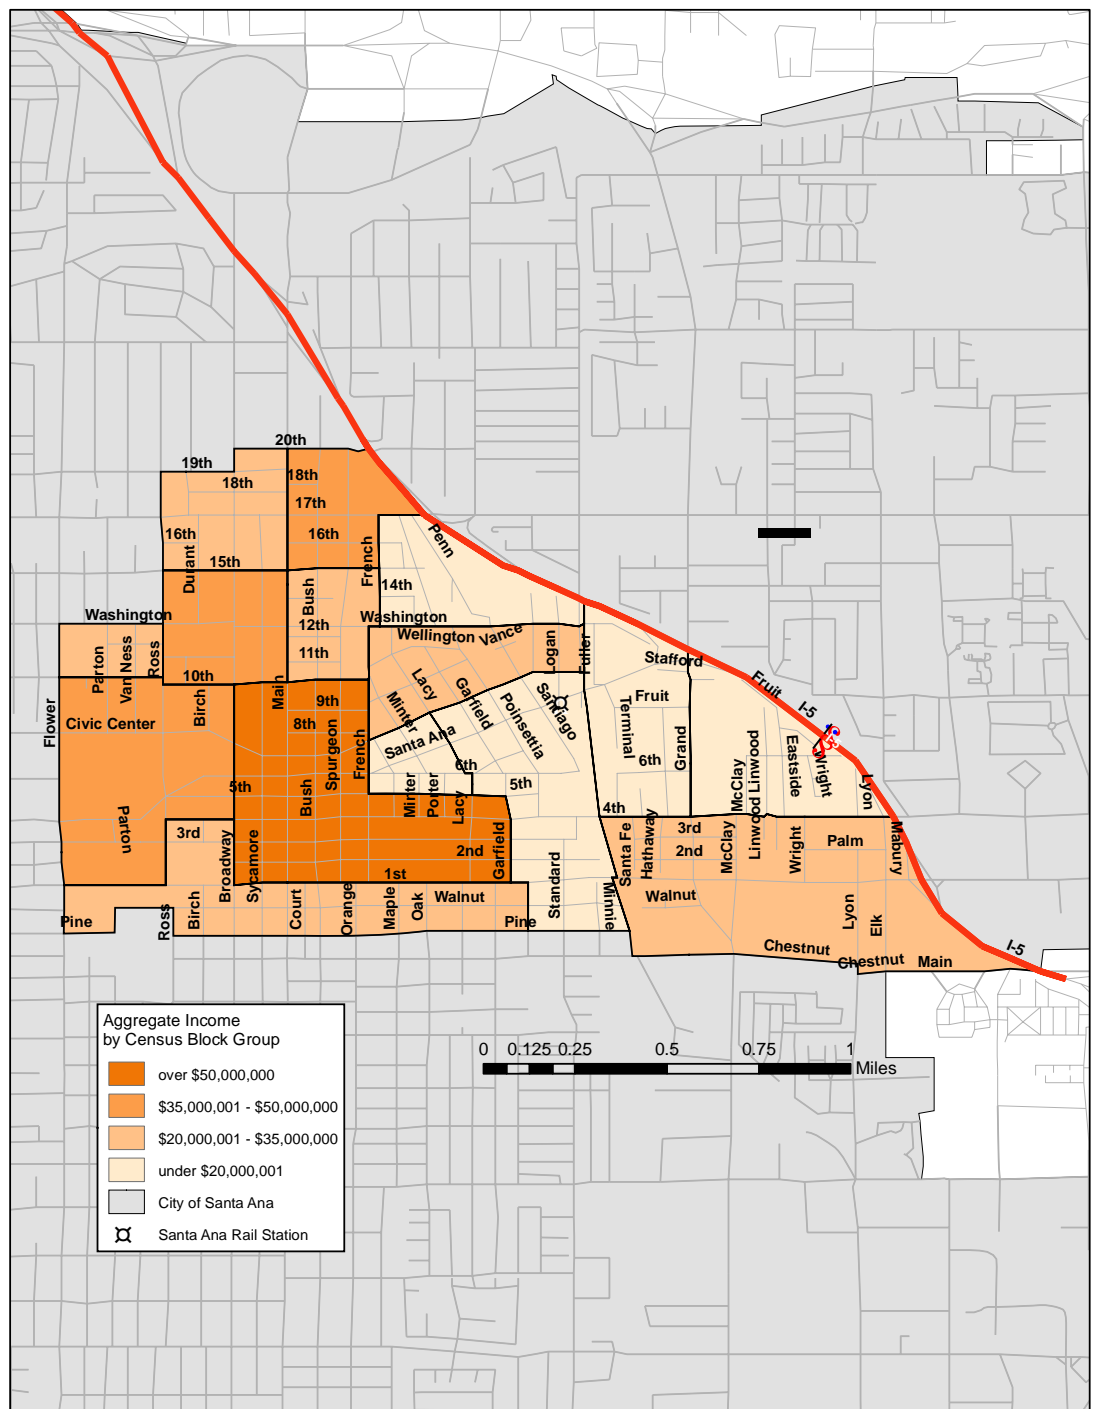 20th
19th
18th
18th
17th
16th
16th
Penn
French
15th
Durant
14th
Bush
Washington
Washington
12th
Wellington
Vance
Logan
Fuller
11th
Parton
Van Ness
Ross
Stafford
10th
Lacy
Garfield
Fruit
Fruit
Main
Birch
9th
Minter
Poinsettia
Santiago
I-5
Flower
Civic Center
8th
Spurgeon
French
Santa Ana
Terminal
Grand
6th
6th
McClay
Linwood
Eastside
Wright
5th
5th
Bush
Minter
Porter
Lacy
Lyon
4th
Parton
3rd
Broadway
Sycamore
2nd
Garfield
Santa Fe
Hathaway
3rd
2nd
McClay
Linwood
Wright
Palm
Mabury
1st
Standard
Minnie
Walnut
Pine
Ross
Birch
Court
Orange
Maple
Oak
Walnut
Pine
Lyon
Elk
Chestnut
Chestnut
Main
I-5
Aggregate Income
by Census Block Group
over $50,000,000
$35,000,001 - $50,000,000
$20,000,001 - $35,000,000
under $20,000,001
City of Santa Ana
Santa Ana Rail Station
0 0.125 0.25 0.5 0.75 1
Miles